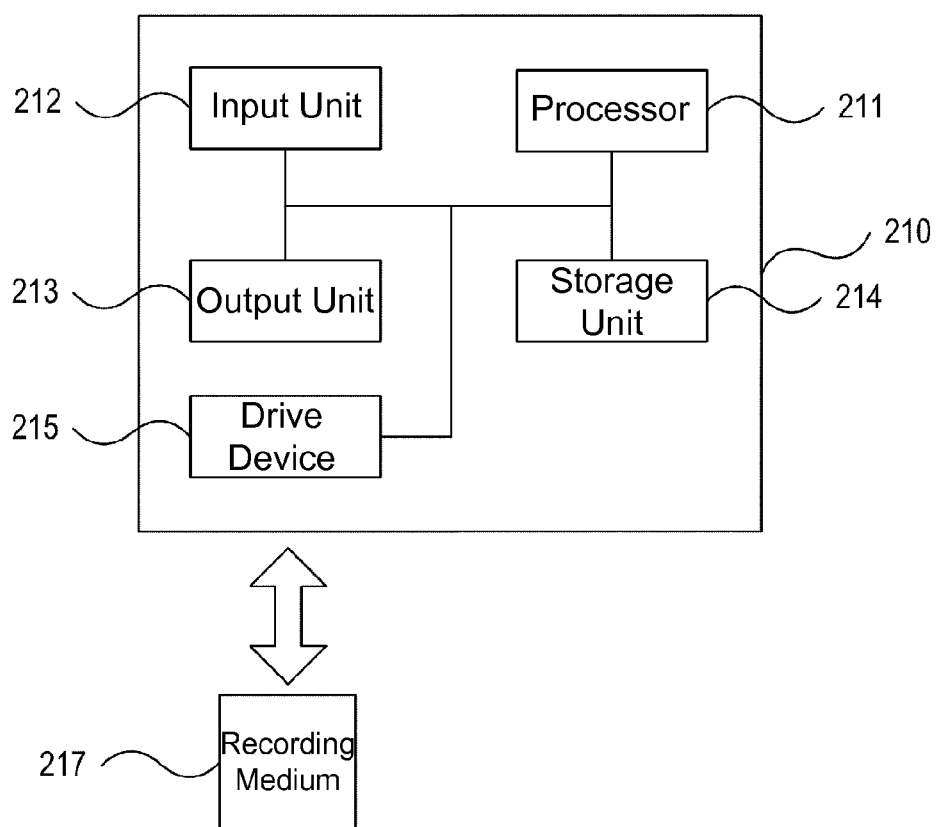 212
Input Unit
Processor
211
210
213
Output Unit
Storage
Unit
214
215
Drive
Device
217
Recording
Medium